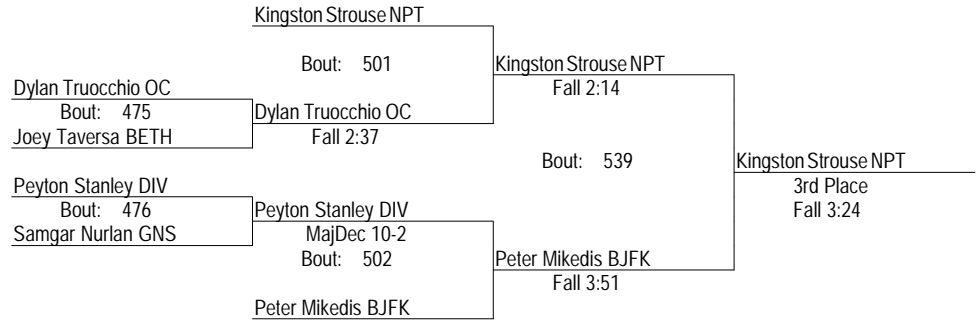 Kingston Strouse NPT
Bout: 501
Kingston Strouse NPT
Fall 2:14
Dylan Truocchio OC
Bout: 475
Dylan Truocchio OC
Joey Taversa BETH
Fall 2:37
Bout: 539
Kingston Strouse NPT
3rd Place
Fall 3:24
Peyton Stanley DIV
Bout: 476
Peyton Stanley DIV
Samgar Nurlan GNS
MajDec 10-2
Bout: 502
Peter Mikedis BJFK
Fall 3:51
Peter Mikedis BJFK